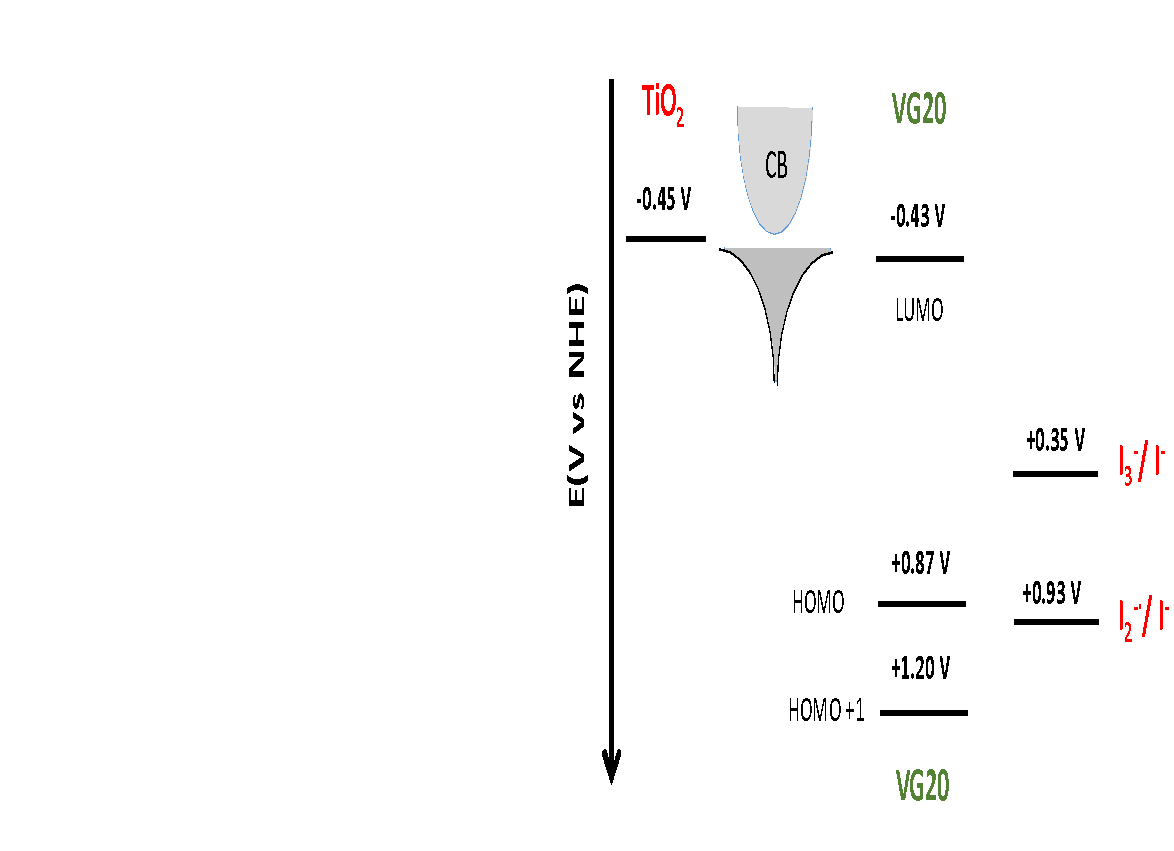 TiO₂
VG20
CB
-0.45 V
-0.43 V
LUMO
E(V vs NHE)
+0.35 V
I₃⁻/ I⁻
+0.87 V
HOMO
+0.93 V
I₂⁻˙/ I⁻
+1.20 V
HOMO +1
VG20